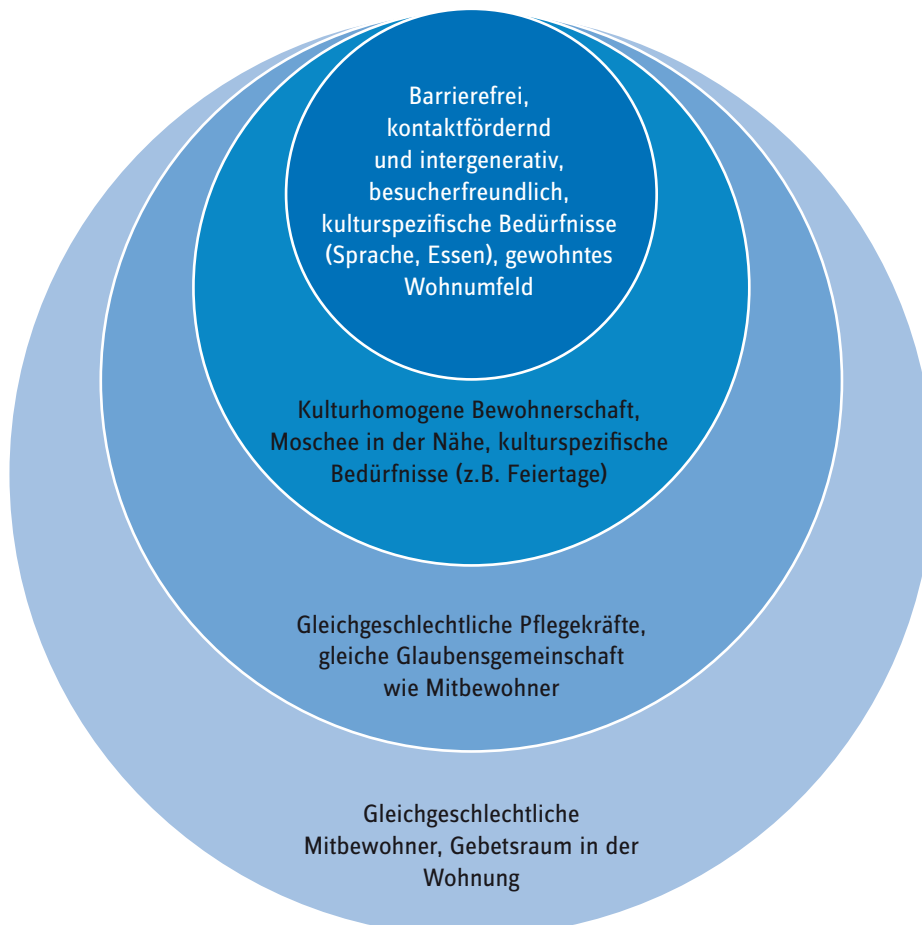 Barrierefrei,
kontaktfördernd
und intergenerativ,
besucherfreundlich,
kulturspezifische Bedürfnisse
(Sprache, Essen), gewohntes
Wohnumfeld
Kulturhomogene Bewohnerschaft,
Moschee in der Nähe, kulturspezifische
Bedürfnisse (z.B. Feiertage)
Gleichgeschlechtliche Pflegekräfte,
gleiche Glaubensgemeinschaft
wie Mitbewohner
Gleichgeschlechtliche
Mitbewohner, Gebetsraum in der
Wohnung